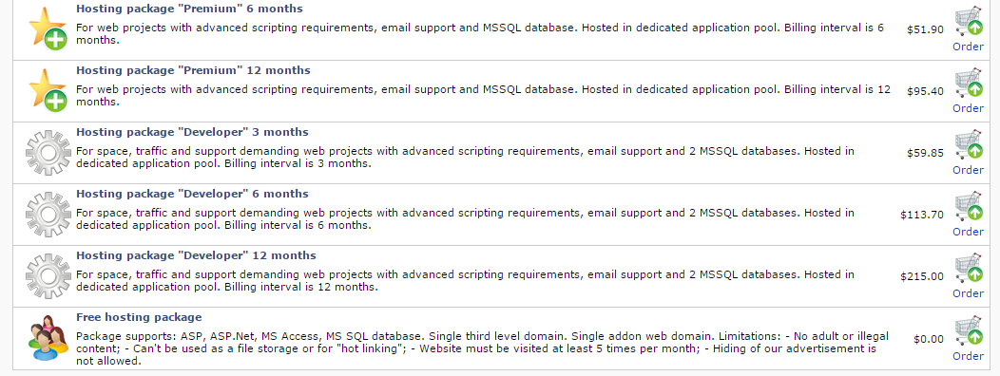 Hosting package "Premium" 6 months
For web projects with advanced scripting requirements, email support and MSSQL database. Hosted in dedicated application pool. Billing interval is 6
months.
$51.90
Order
Hosting package "Premium" 12 months
For web projects with advanced scripting requirements, email support and MSSQL database. Hosted in dedicated application pool. Billing interval is 12
months.
$95.40
Order
Hosting package "Developer" 3 months
For space, traffic and support demanding web projects with advanced scripting requirements, email support and 2 MSSQL databases. Hosted in
dedicated application pool. Billing interval is 3 months.
$59.85
Order
Hosting package "Developer" 6 months
For space, traffic and support demanding web projects with advanced scripting requirements, email support and 2 MSSQL databases. Hosted in
dedicated application pool. Billing interval is 6 months.
$113.70
Order
Hosting package "Developer" 12 months
For space, traffic and support demanding web projects with advanced scripting requirements, email support and 2 MSSQL databases. Hosted in
dedicated application pool. Billing interval is 12 months.
$215.00
Order
Free hosting package
Package supports: ASP, ASP.Net, MS Access, MS SQL database. Single third level domain. Single addon web domain. Limitations: - No adult or illegal
content; - Can't be used as a file storage or for "hot linking"; - Website must be visited at least 5 times per month; - Hiding of our advertisement is
not allowed.
$0.00
Order